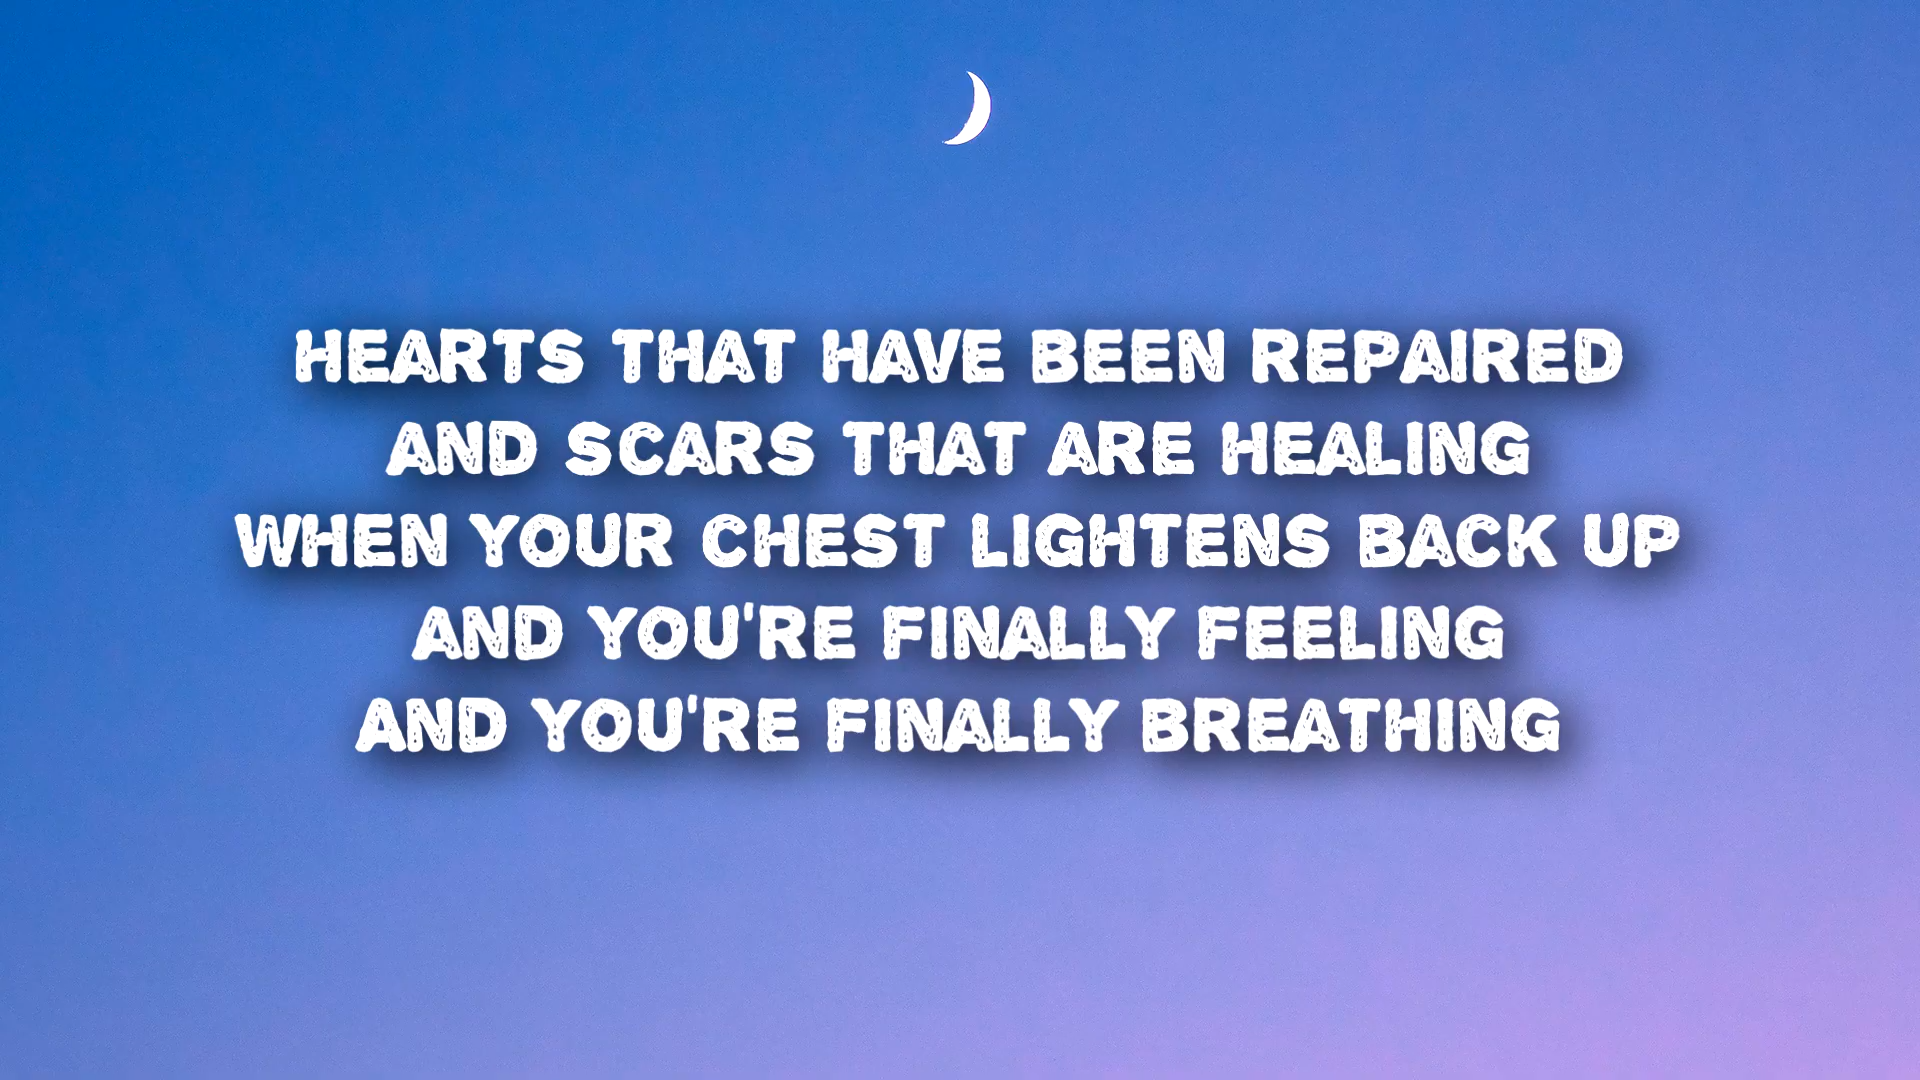 HEARTS THAT HAVE BEEN REPAIRED
AND SCARS THAT ARE HEALING
WHEN YOUR CHEST LIGHTENS BACK UP
AND YOU'RE FINALLY FEELING
AND YOU'RE FINALLY BREATHING